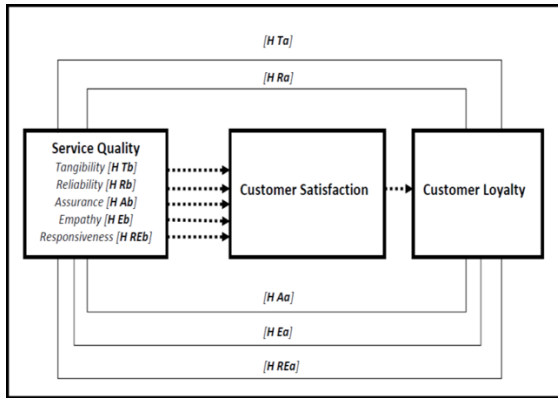 [H Ta]
[H Ra]
Service Quality
Tangibility [H Tb]
Reliability [H Rb]
Assurance [H Ab]
Empathy [H Eb]
Responsiveness [H REb]
Customer Satisfaction
Customer Loyalty
[H Aa]
[H Ea]
[H REa]